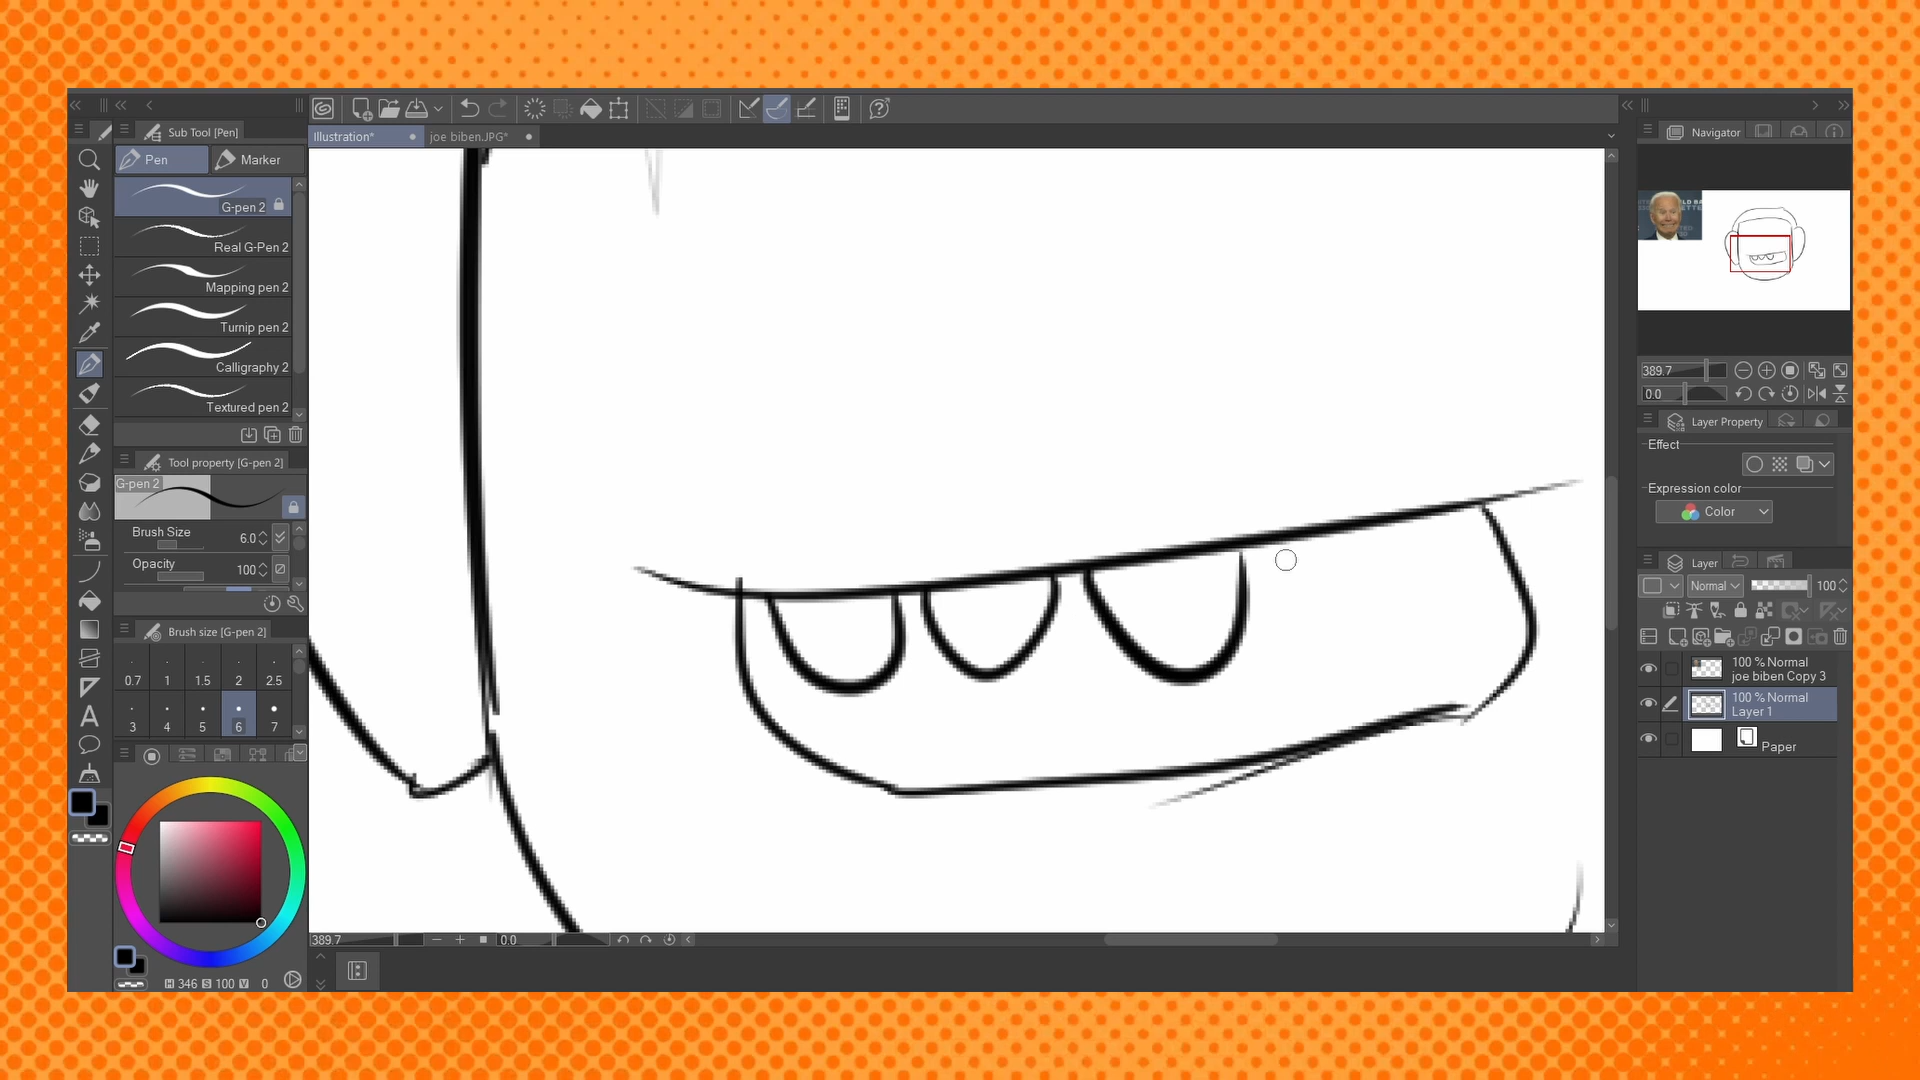 Sub Tool [Pen]
Pen
Marker
G-pen 2
Real G-Pen 2
Mapping pen 2
Turnip pen 2
Calligraphy 2
Textured pen 2
Tool property [G-pen 2]
G-pen 2
Brush Size
6.0
Opacity
100
Brush size [G-pen 2]
0.7 1 1.5 2 2.5
3 4 5 6 7
H 346 S 100 V 0
Illustration*
joe biben.JPG*
389.7
0.0
Navigator
389.7
0.0
Layer Property
Effect
Expression color
Color
Layer
Normal
100
100 % Normal
joe biben Copy 3
100 % Normal
Layer 1
Paper